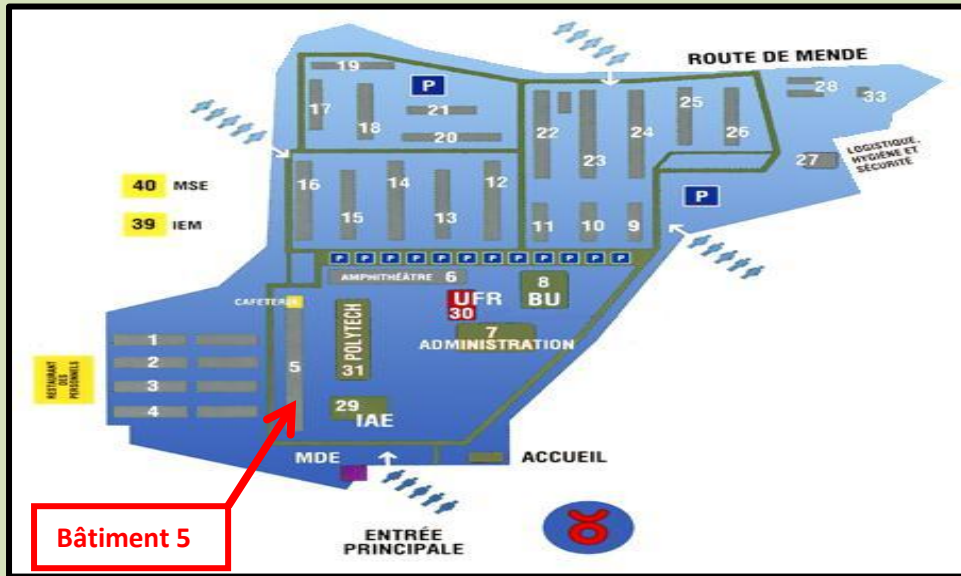 ROUTE DE MENDE
19
P
17
18
21
20
22
23
24
25
26
28
33
27
LOGISTIQUE,
HYGIÈNE ET
SÉCURITÉ
P
40 MSE
39 IEM
16
15
14
13
12
11
10
9
P P P P P P P P P P P P P
AMPHITHÉÂTRE 6
8
BU
UFR
30
7
ADMINISTRATION
CAFETERIA
POLYTECH
31
5
1
2
3
4
RESTAURANT
DES
PERSONNELS
29
IAE
MDE
ACCUEIL
ENTRÉE
PRINCIPALE
Bâtiment 5